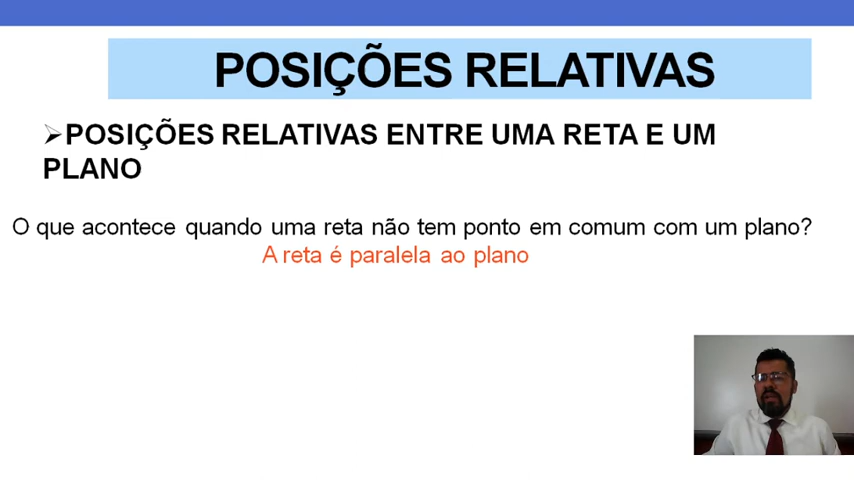 POSIÇÕES RELATIVAS
POSIÇÕES RELATIVAS ENTRE UMA RETA E UM
PLANO
O que acontece quando uma reta não tem ponto em comum com um plano?
A reta é paralela ao plano